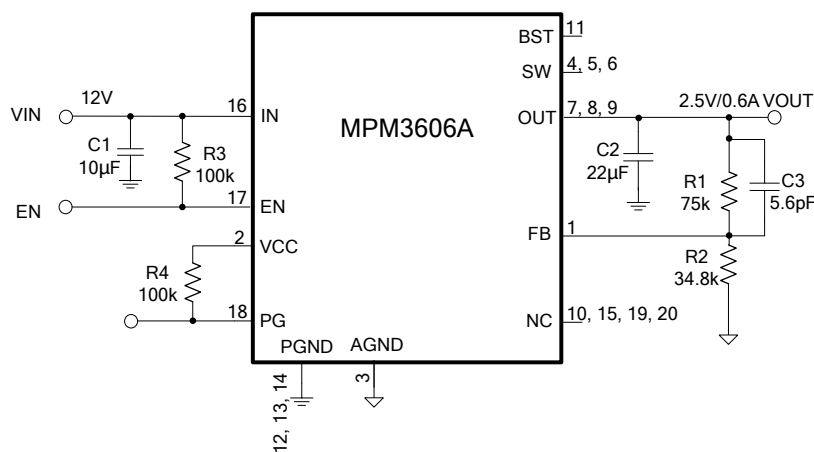 BST
11
SW
4, 5, 6
12V
VIN
16
IN
MPM3606A
OUT
7, 8, 9
2.5V/0.6A VOUT
C1
10µF
R3
100k
C2
22µF
R1
75k
C3
5.6pF
EN
17
EN
FB
1
2
VCC
R4
100k
R2
34.8k
18
PG
NC
10, 15, 19, 20
PGND
AGND
12, 13, 14
3